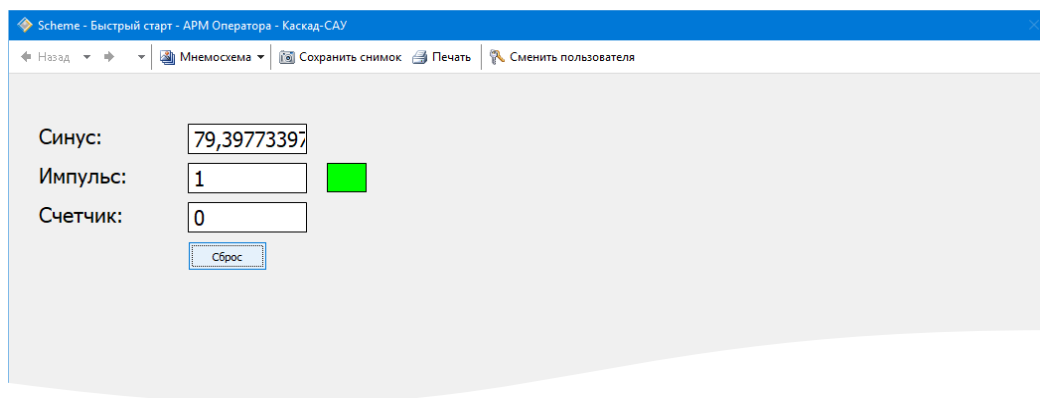 Scheme - Быстрый старт - АРМ Оператора - Каскад-САУ
Назад Мнемосхема Сохранить снимок Печать Сменить пользователя
Синус: 79,39773397
Импульс: 1
Счетчик: 0
Сброс